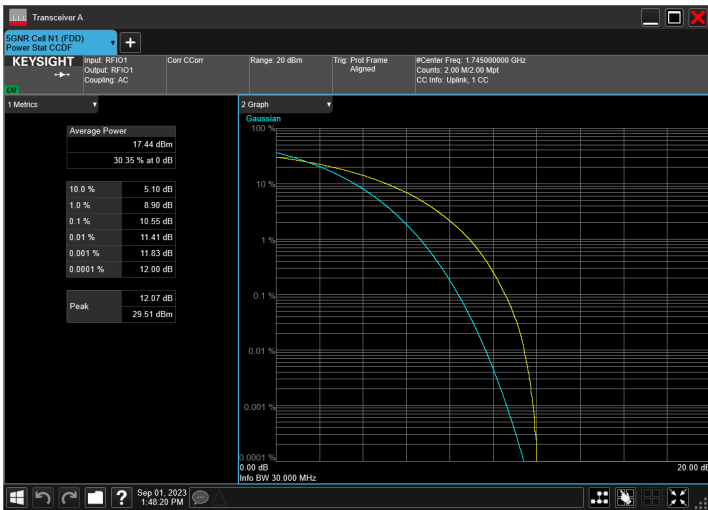 Transceiver A
5GNR Cell N1 (FDD)
Power Stat CCDF
KEYSIGHT
Input: RFIO1
Output: RFIO1
Coupling: AC
Corr CCorr
Range: 20 dBm
Trig: Prot Frame
Aligned
#Center Freq: 1.745000000 GHz
Counts: 2.00 M/2.00 Mpt
CC Info: Uplink, 1 CC
LXI
1 Metrics
Average Power
17.44 dBm
30.35 % at 0 dB
10.0 % 5.10 dB
1.0 % 8.90 dB
0.1 % 10.55 dB
0.01 % 11.41 dB
0.001 % 11.83 dB
0.0001 % 12.00 dB
Peak
12.07 dB
29.51 dBm
2 Graph
Gaussian
100 %
10 %
1 %
0.1 %
0.01 %
0.001 %
0.0001 %
0.00 dB
20.00 dB
Info BW 30.000 MHz
?
Sep 01, 2023
1:48:20 PM